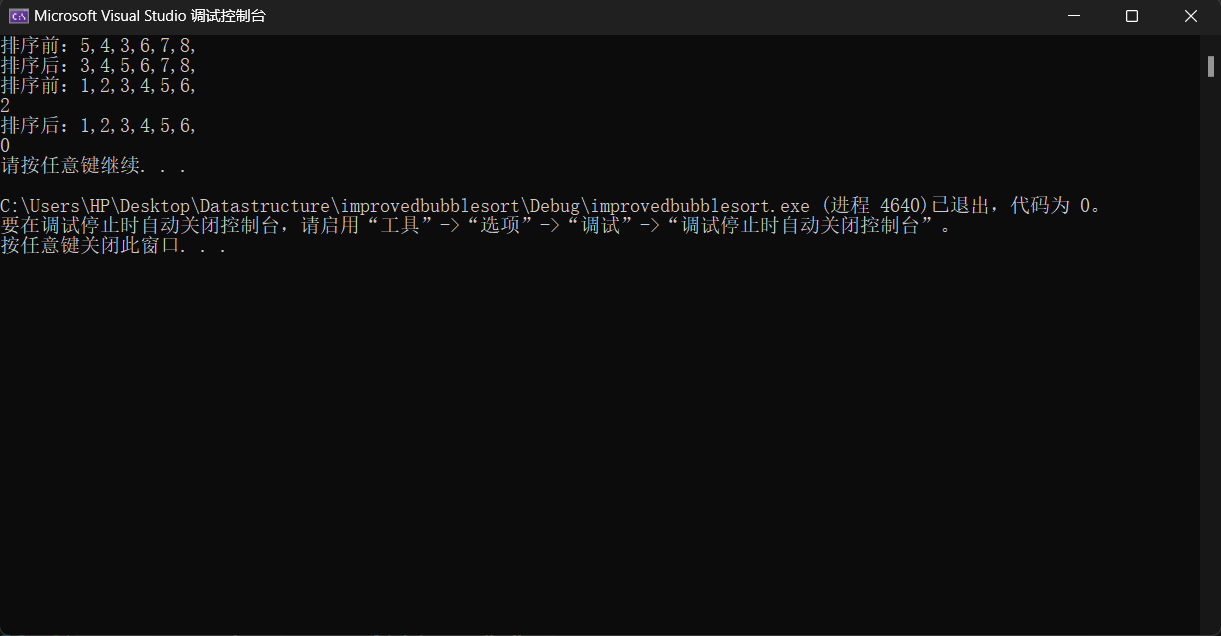 Microsoft Visual Studio 调试控制台
排序前：5,4,3,6,7,8,
排序后：3,4,5,6,7,8,
排序前：1,2,3,4,5,6,
2
排序后：1,2,3,4,5,6,
0
请按任意键继续. . .
C:\Users\HP\Desktop\Datastructure\improvedbubblesort\Debug\improvedbubblesort.exe (进程 4640)已退出，代码为 0。
要在调试停止时自动关闭控制台，请启用“工具”->“选项”->“调试”->“调试停止时自动关闭控制台”。
按任意键关闭此窗口. . .